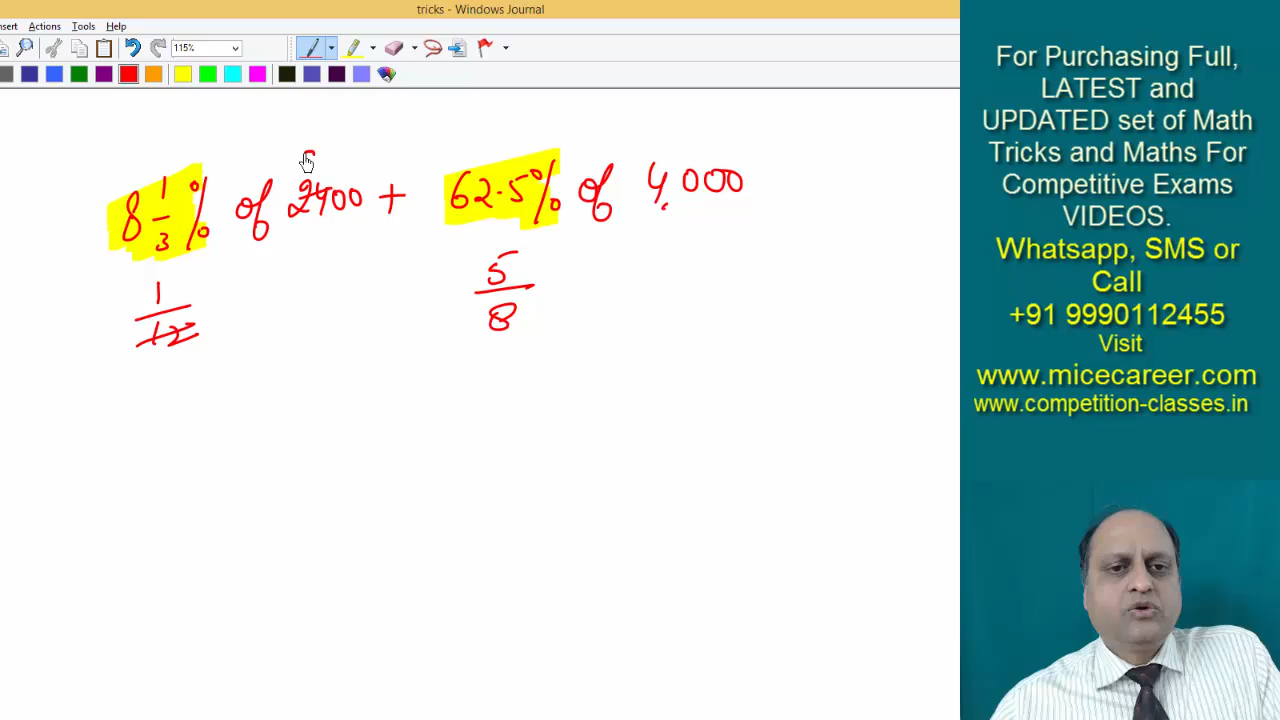 tricks - Windows Journal
nsert Actions Tools Help
115%
8 1/3 % of 2400 + 62.5% of 4000
1/12 5/8
For Purchasing Full,
LATEST and
UPDATED set of Math
Tricks and Maths For
Competitive Exams
VIDEOS.
Whatsapp, SMS or
Call
+91 9990112455
Visit
www.micecareer.com
www.competition-classes.in